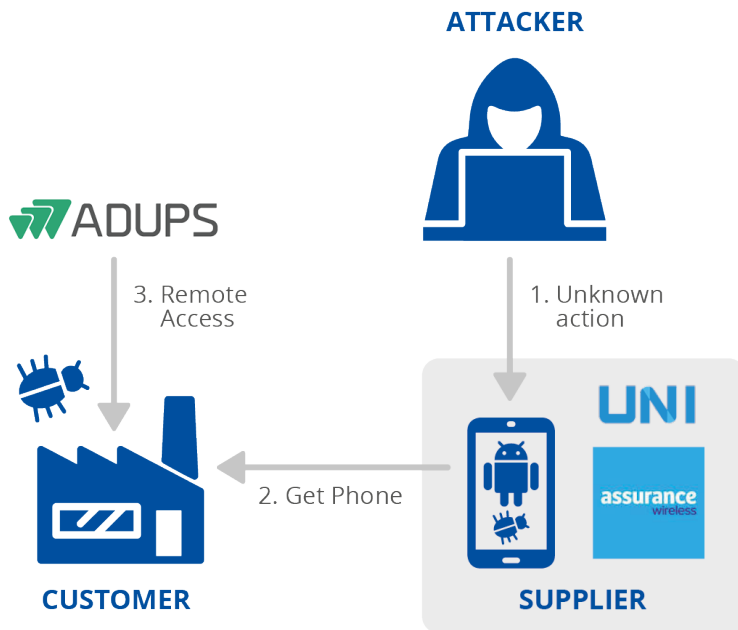 ATTACKER
ADUPS
3. Remote
Access
1. Unknown
action
UNI
assurance
wireless
2. Get Phone
CUSTOMER
SUPPLIER